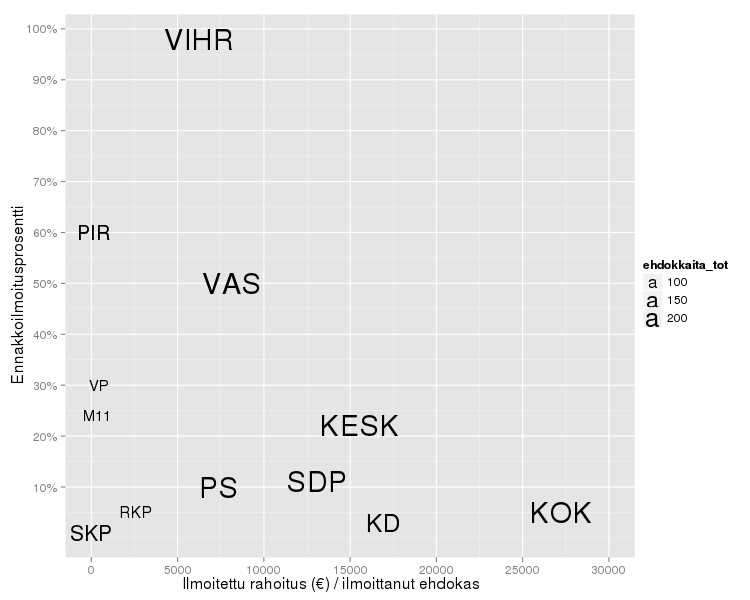 100%
90%
80%
70%
60%
50%
40%
30%
20%
10%
Ennakkoilmoitusprosentti
VIHR
PIR
VAS
VP
M11
KESK
PS
SDP
RKP
KD
KOK
SKP
0 5000 10000 15000 20000 25000 30000
Ilmoitettu rahoitus (€) / ilmoittanut ehdokas
ehdokkaita_tot
a 100
a 150
a 200